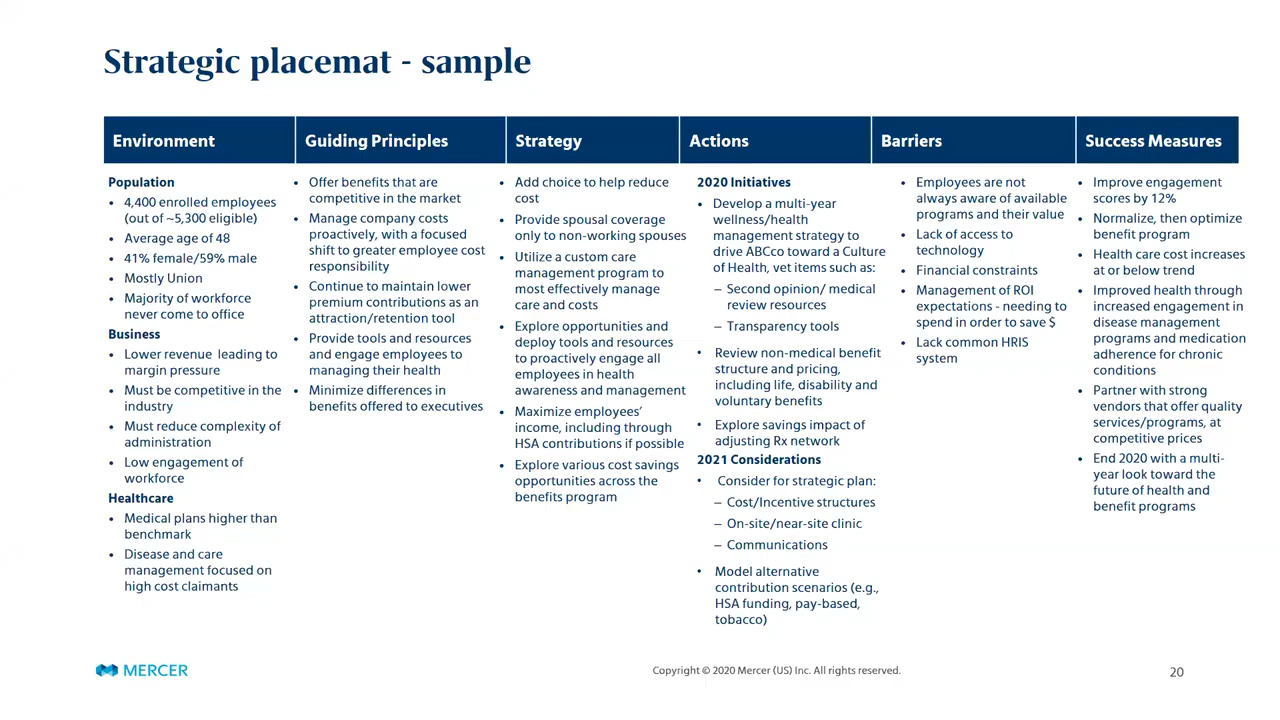 Strategic placemat - sample
Environment
Guiding Principles
Strategy
Actions
Barriers
Success Measures
Population
• 4,400 enrolled employees
(out of ~5,300 eligible)
• Average age of 48
• 41% female/59% male
• Mostly Union
• Majority of workforce
never come to office
Business
• Lower revenue leading to
margin pressure
• Must be competitive in the
industry
• Must reduce complexity of
administration
• Low engagement of
workforce
Healthcare
• Medical plans higher than
benchmark
• Disease and care
management focused on
high cost claimants
• Offer benefits that are
competitive in the market
• Manage company costs
proactively, with a focused
shift to greater employee cost
responsibility
• Continue to maintain lower
premium contributions as an
attraction/retention tool
• Provide tools and resources
and engage employees to
managing their health
• Minimize differences in
benefits offered to executives
• Add choice to help reduce
cost
• Provide spousal coverage
only to non-working spouses
• Utilize a custom care
management program to
most effectively manage
care and costs
• Explore opportunities and
deploy tools and resources
to proactively engage all
employees in health
awareness and management
• Maximize employees’
income, including through
HSA contributions if possible
• Explore various cost savings
opportunities across the
benefits program
2020 Initiatives
• Develop a multi-year
wellness/health
management strategy to
drive ABCco toward a Culture
of Health, vet items such as:
– Second opinion/ medical
review resources
– Transparency tools
• Review non-medical benefit
structure and pricing,
including life, disability and
voluntary benefits
• Explore savings impact of
adjusting Rx network
2021 Considerations
• Consider for strategic plan:
– Cost/Incentive structures
– On-site/near-site clinic
– Communications
• Model alternative
contribution scenarios (e.g.,
HSA funding, pay-based,
tobacco)
• Employees are not
always aware of available
programs and their value
• Lack of access to
technology
• Financial constraints
• Management of ROI
expectations - needing to
spend in order to save $
• Lack common HRIS
system
• Improve engagement
scores by 12%
• Normalize, then optimize
benefit program
• Health care cost increases
at or below trend
• Improved health through
increased engagement in
disease management
programs and medication
adherence for chronic
conditions
• Partner with strong
vendors that offer quality
services/programs, at
competitive prices
• End 2020 with a multi-
year look toward the
future of health and
benefit programs
MERCER
Copyright © 2020 Mercer (US) Inc. All rights reserved.
20